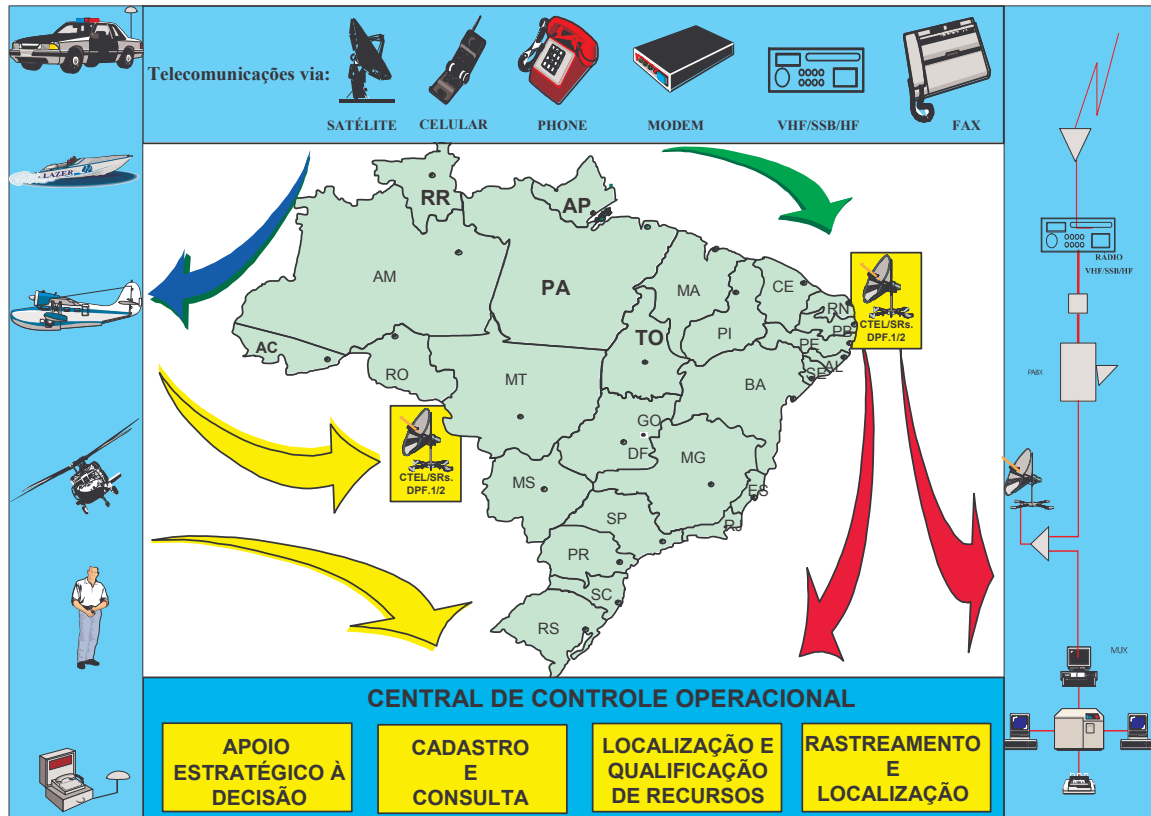 Telecomunicações via:
SATÉLITE
CELULAR
PHONE
MODEM
VHF/SSB/HF
FAX
LAZER
RR
AP
AM
PA
MA
CE
RN
PB
PE
AL
SE
PI
TO
BA
AC
RO
MT
GO
DF
MG
ES
MS
SP
RJ
PR
SC
RS
CTEL/SRs.
DPF.1/2
CTEL/SRs.
DPF.1/2
RÁDIO
VHF/SSB/HF
PABX
MUX
CENTRAL DE CONTROLE OPERACIONAL
APOIO
ESTRATÉGICO À
DECISÃO
CADASTRO
E
CONSULTA
LOCALIZAÇÃO E
QUALIFICAÇÃO
DE RECURSOS
RASTREAMENTO
E
LOCALIZAÇÃO